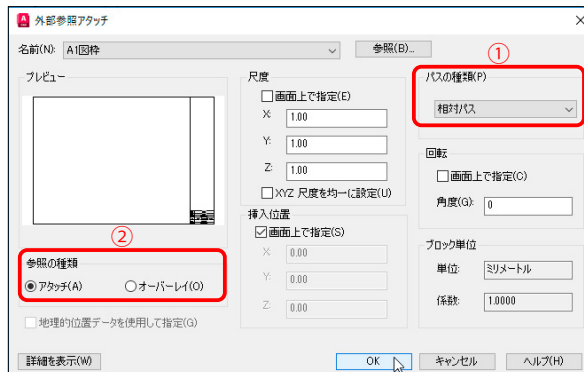 外部参照アタッチ
名前(N): A1図枠 参照(B)...
①
プレビュー
②
参照の種類
アタッチ(A) オーバーレイ(O)
地理的位置データを使用して指定(G)
尺度
画面上で指定(E)
X: 1.00
Y: 1.00
Z: 1.00
XYZ 尺度を均一に設定(U)
挿入位置
画面上で指定(S)
X: 0.00
Y: 0.00
Z: 0.00
パスの種類(P)
相対パス
回転
画面上で指定(C)
角度(G): 0
ブロック単位
単位: ミリメートル
係数: 1.0000
詳細を表示(W) OK キャンセル ヘルプ(H)